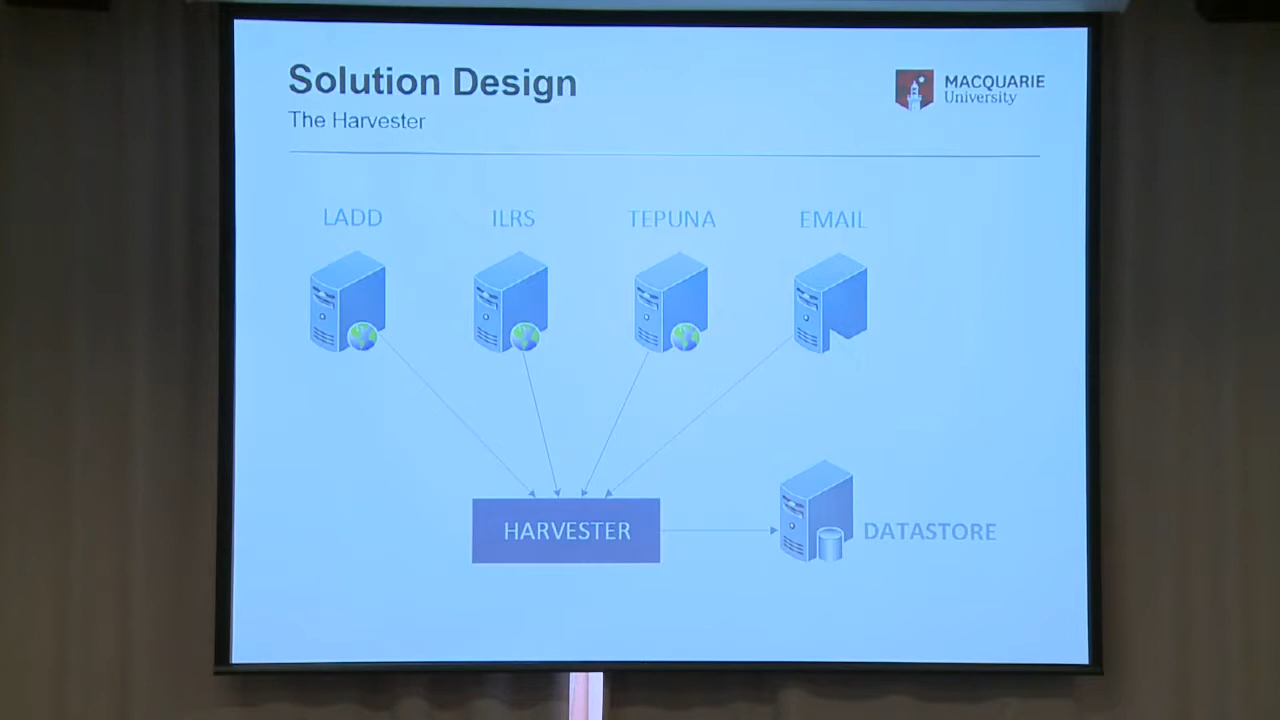 Solution Design
The Harvester
MACQUARIE
University
LADD
ILRS
TEPUNA
EMAIL
HARVESTER
DATASTORE